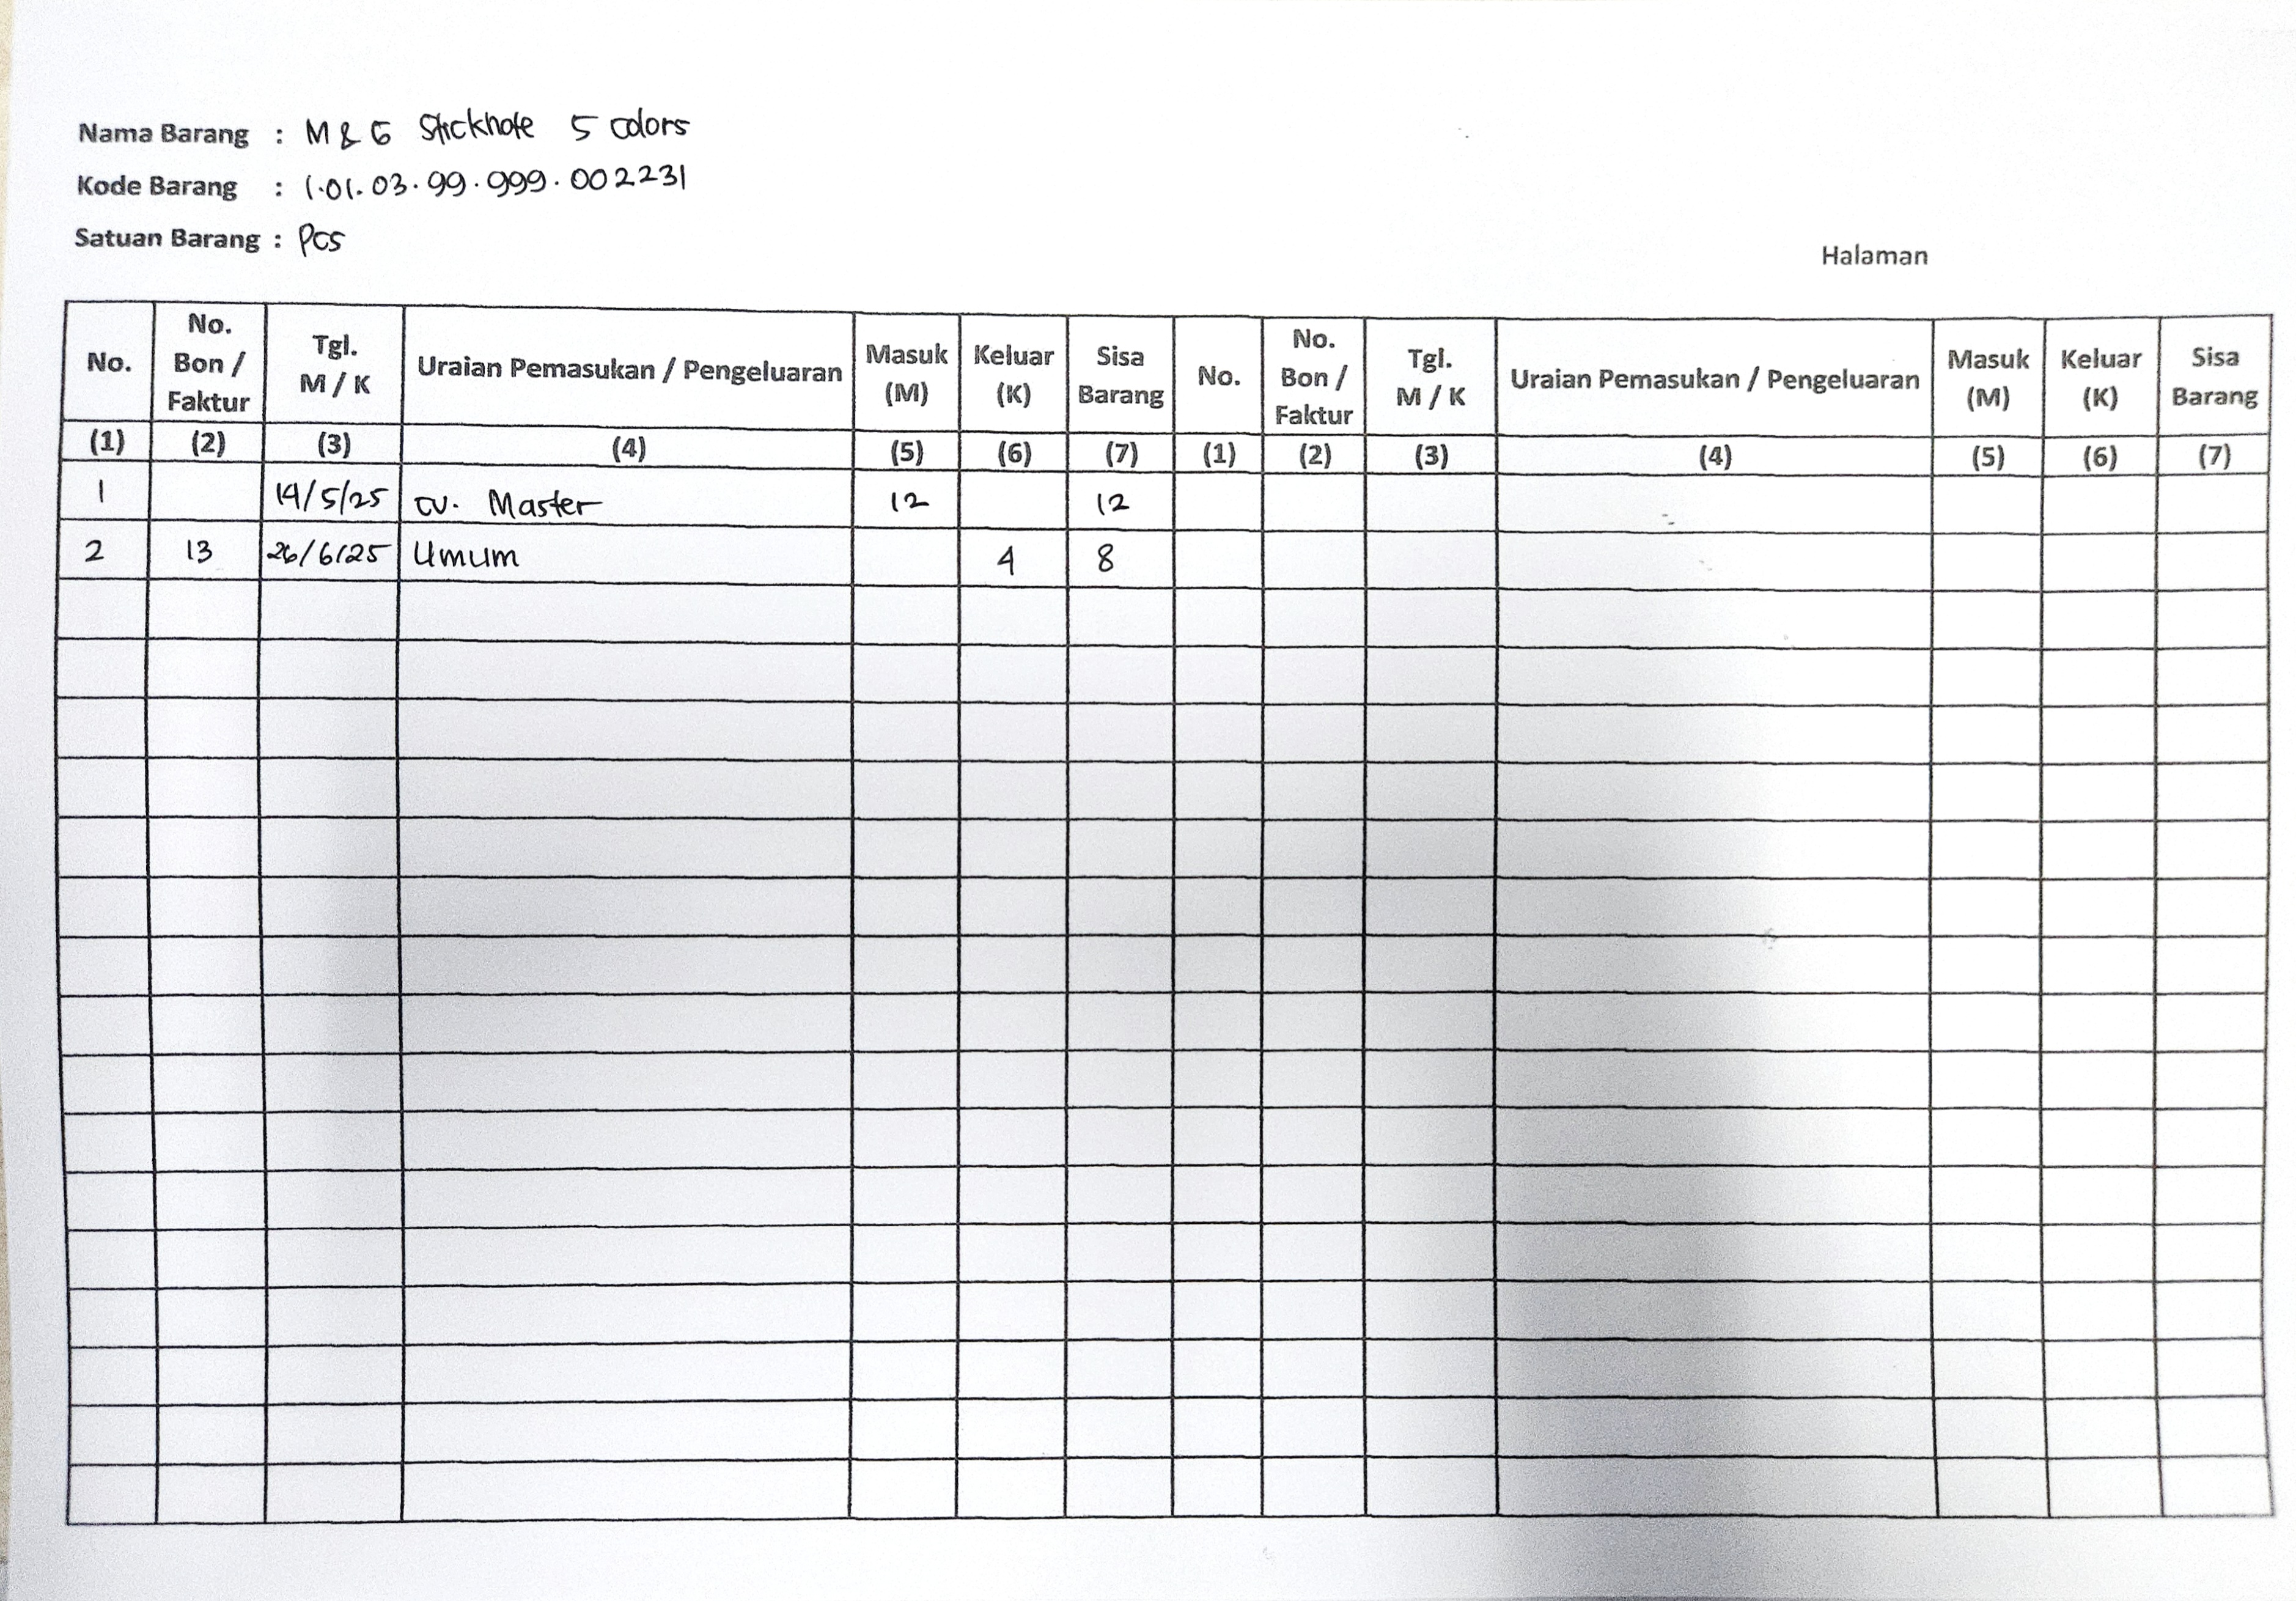 Nama Barang : M & G Sticknote 5 colors
Kode Barang : 1.01.03.99.999.002231
Satuan Barang : Pcs
Halaman
No. No. Bon / Faktur Tgl. M / K Uraian Pemasukan / Pengeluaran Masuk (M) Keluar (K) Sisa Barang No. No. Bon / Faktur Tgl. M / K Uraian Pemasukan / Pengeluaran Masuk (M) Keluar (K) Sisa Barang
(1) (2) (3) (4) (5) (6) (7) (1) (2) (3) (4) (5) (6) (7)
1 14/5/25 cv. Master 12 12
2 13 26/6/25 Umum 4 8